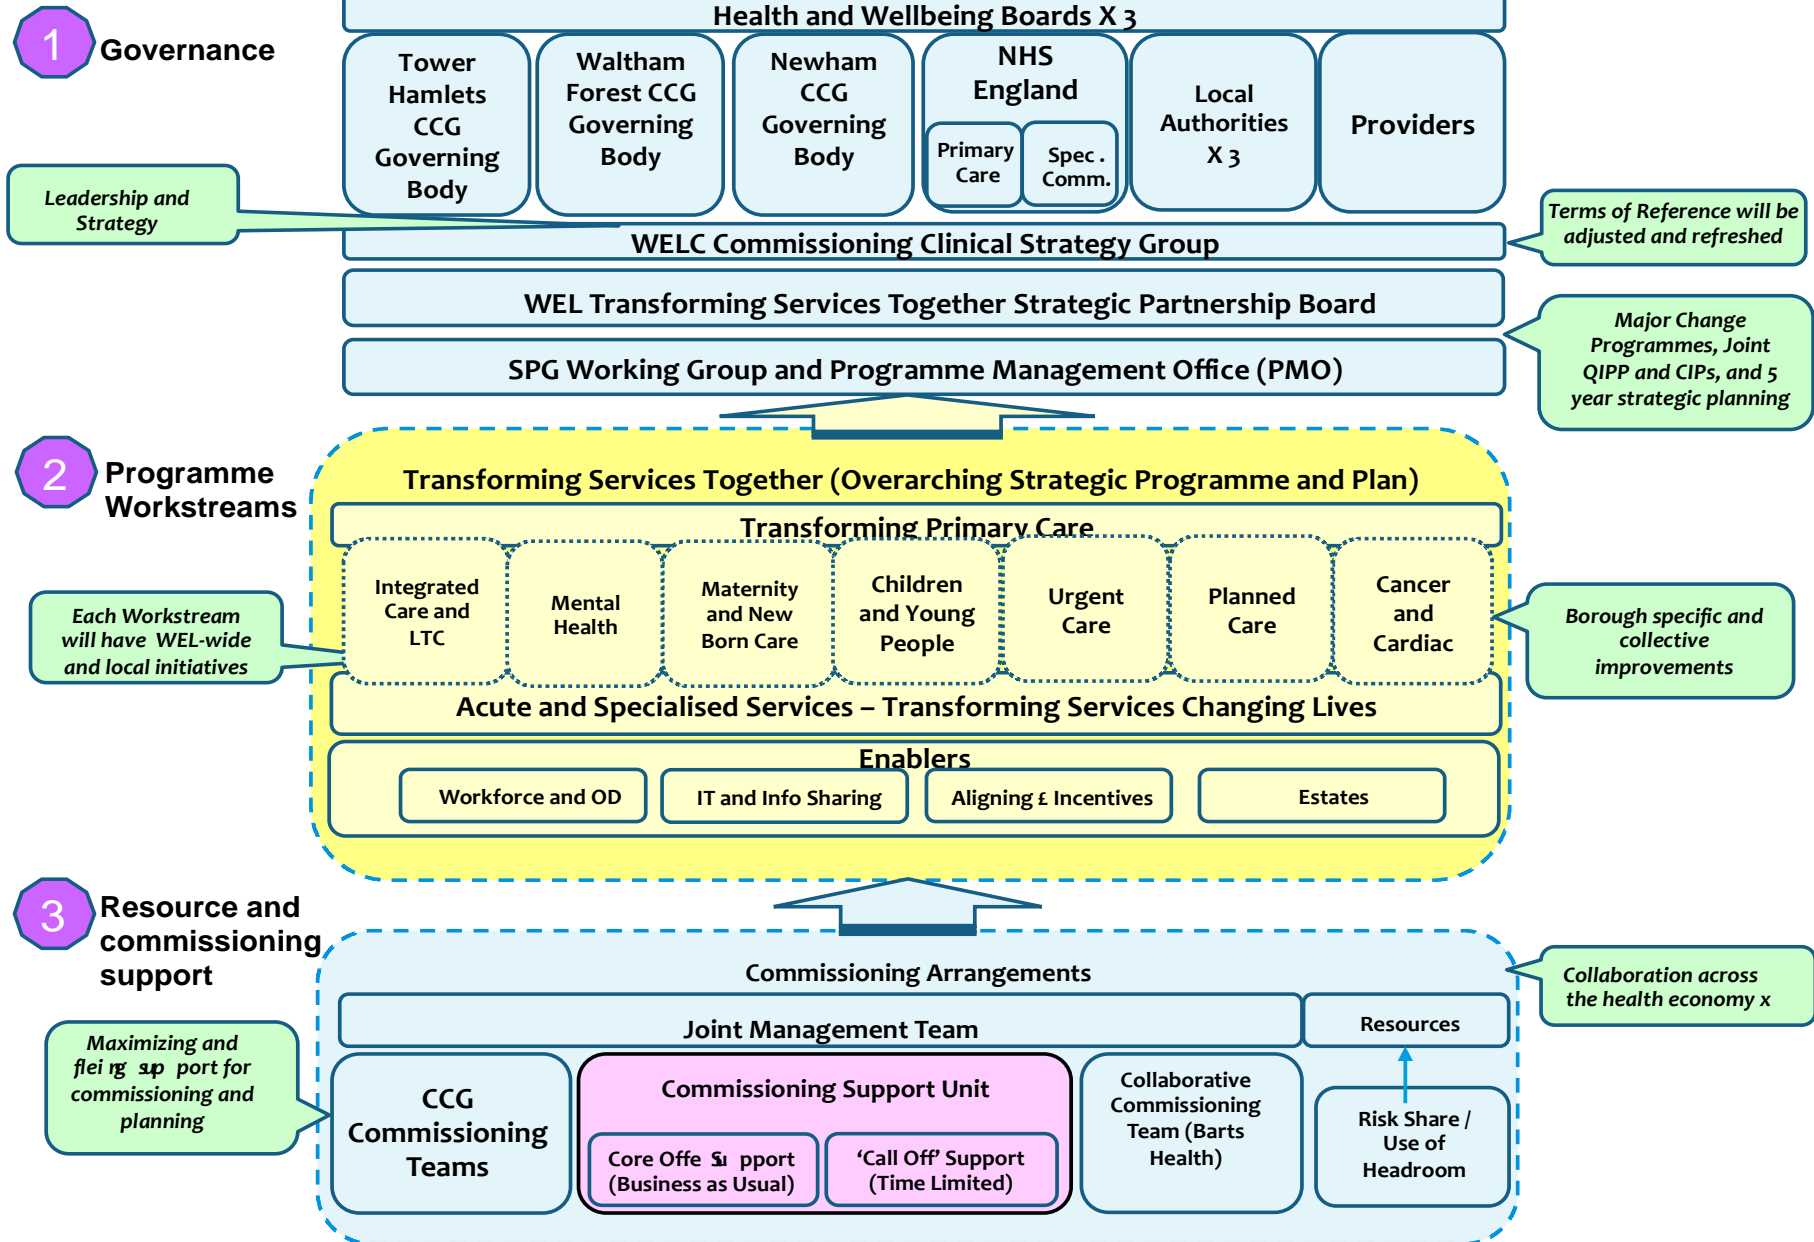 Health and Wellbeing Boards X 3
1
Governance
Tower
Hamlets
CCG
Governing
Body
Waltham
Forest CCG
Governing
Body
Newham
CCG
Governing
Body
NHS
England
Primary
Care
Spec .
Comm.
Local
Authorities
X 3
Providers
Leadership and
Strategy
WELC Commissioning Clinical Strategy Group
Terms of Reference will be
adjusted and refreshed
WEL Transforming Services Together Strategic Partnership Board
SPG Working Group and Programme Management Office (PMO)
Major Change
Programmes, Joint
QIPP and CIPs, and 5
year strategic planning
2
Programme
Workstreams
Transforming Services Together (Overarching Strategic Programme and Plan)
Transforming Primary Care
Integrated
Care and
LTC
Mental
Health
Maternity
and New
Born Care
Children
and Young
People
Urgent
Care
Planned
Care
Cancer
and
Cardiac
Each Workstream
will have WEL-wide
and local initiatives
Borough specific and
collective
improvements
Acute and Specialised Services – Transforming Services Changing Lives
Enablers
Workforce and OD
IT and Info Sharing
Aligning £ Incentives
Estates
3
Resource and
commissioning
support
Commissioning Arrangements
Joint Management Team
Resources
Collaboration across
the health economy x
Maximizing and
port for
commissioning and
planning
CCG
Commissioning
Teams
Commissioning Support Unit
Core Offe Su pport
(Business as Usual)
‘Call Off’ Support
(Time Limited)
Collaborative
Commissioning
Team (Barts
Health)
Risk Share /
Use of
Headroom